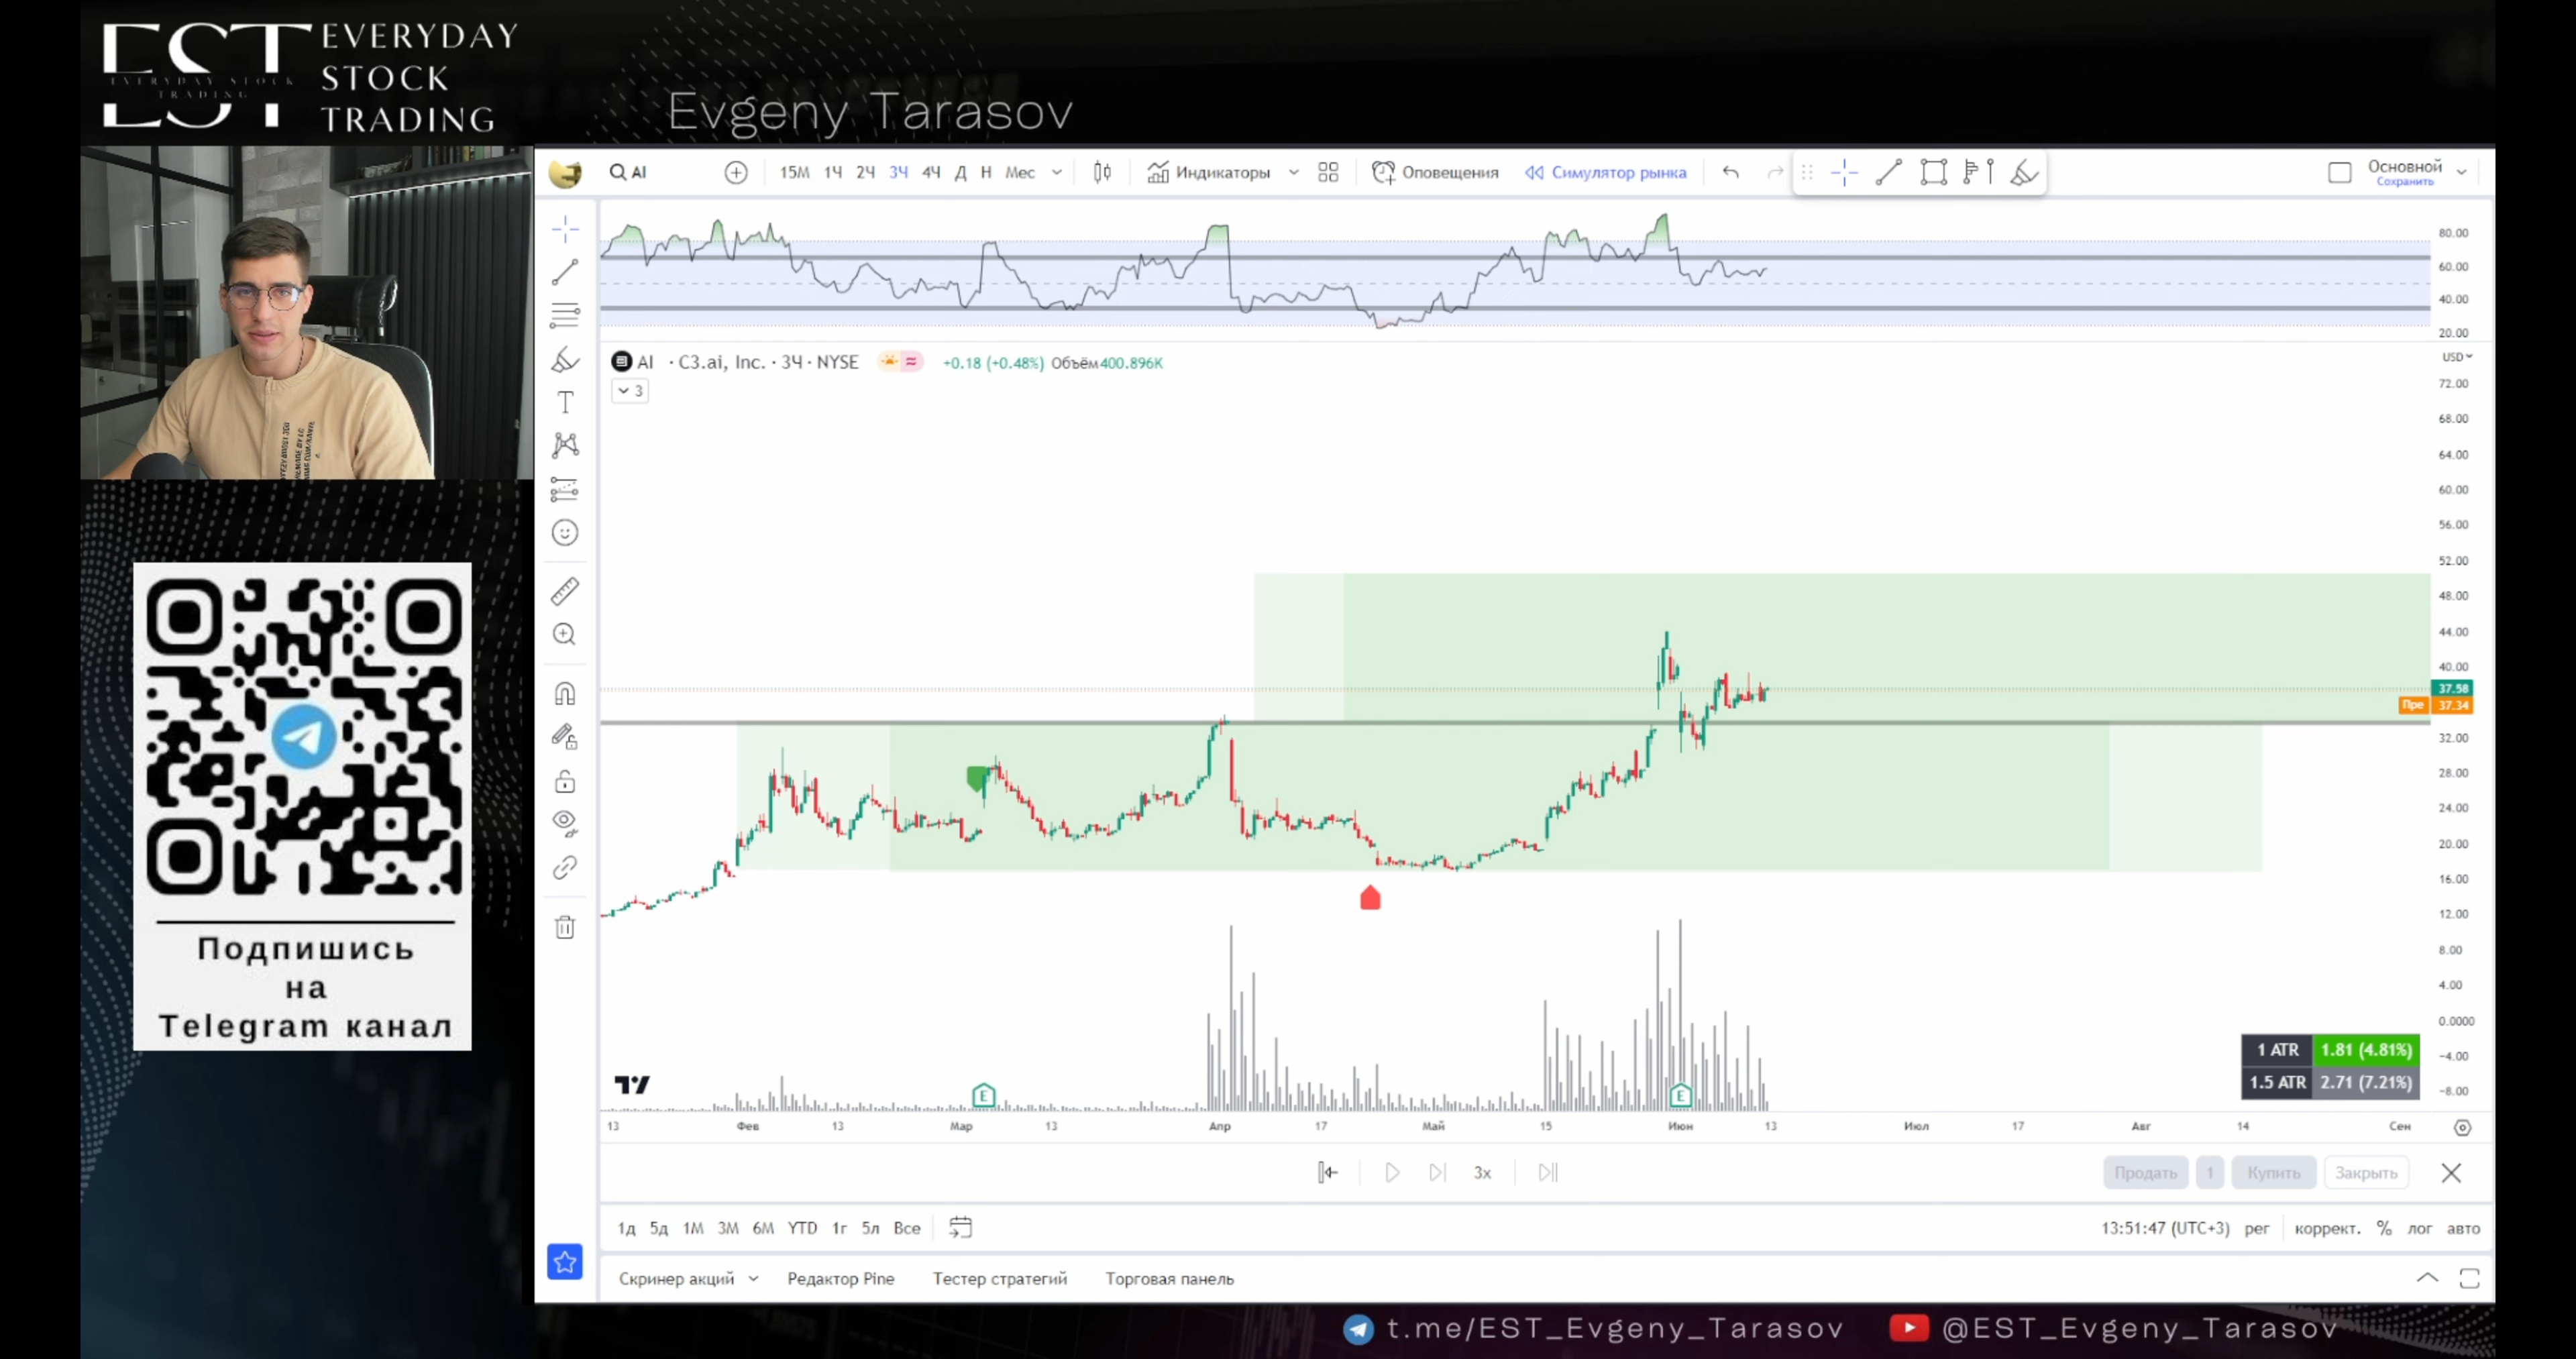 EST
EVERYDAY STOCK
TRADING
EVERYDAY
STOCK
TRADING
Evgeny Tarasov
AI
15М 1Ч 2Ч 3Ч 4Ч Д Н Мес
Индикаторы
Оповещения
Симулятор рынка
Основной
Сохранить
80.00
60.00
40.00
20.00
AI · C3.ai, Inc. · 3Ч · NYSE
+0.18 (+0.48%) Объём400.896K
3
USD
72.00
68.00
64.00
60.00
56.00
52.00
48.00
44.00
40.00
37.58
Пре 37.34
32.00
28.00
24.00
20.00
16.00
12.00
8.00
4.00
0.0000
−4.00
−8.00
1 ATR 1.81 (4.81%)
1.5 ATR 2.71 (7.21%)
E
E
13 Фев 13 Мар 13 Апр 17 Май 15 Июн 13 Июл 17 Авг 14 Сен
3x
Продать 1 Купить Закрыть
1д 5д 1М 3М 6М YTD 1г 5л Все
13:51:47 (UTC+3) рег коррект. % лог авто
Скринер акций Редактор Pine Тестер стратегий Торговая панель
Подпишись
на
Telegram канал
t.me/EST_Evgeny_Tarasov
@EST_Evgeny_Tarasov